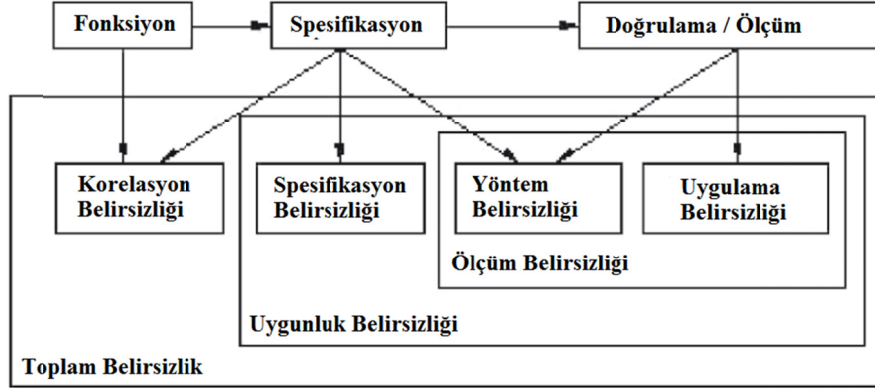 Fonksiyon
Spesifikasyon
Doğrulama / Ölçüm
Korelasyon
Belirsizliği
Spesifikasyon
Belirsizliği
Yöntem
Belirsizliği
Uygulama
Belirsizliği
Ölçüm Belirsizliği
Uygunluk Belirsizliği
Toplam Belirsizlik